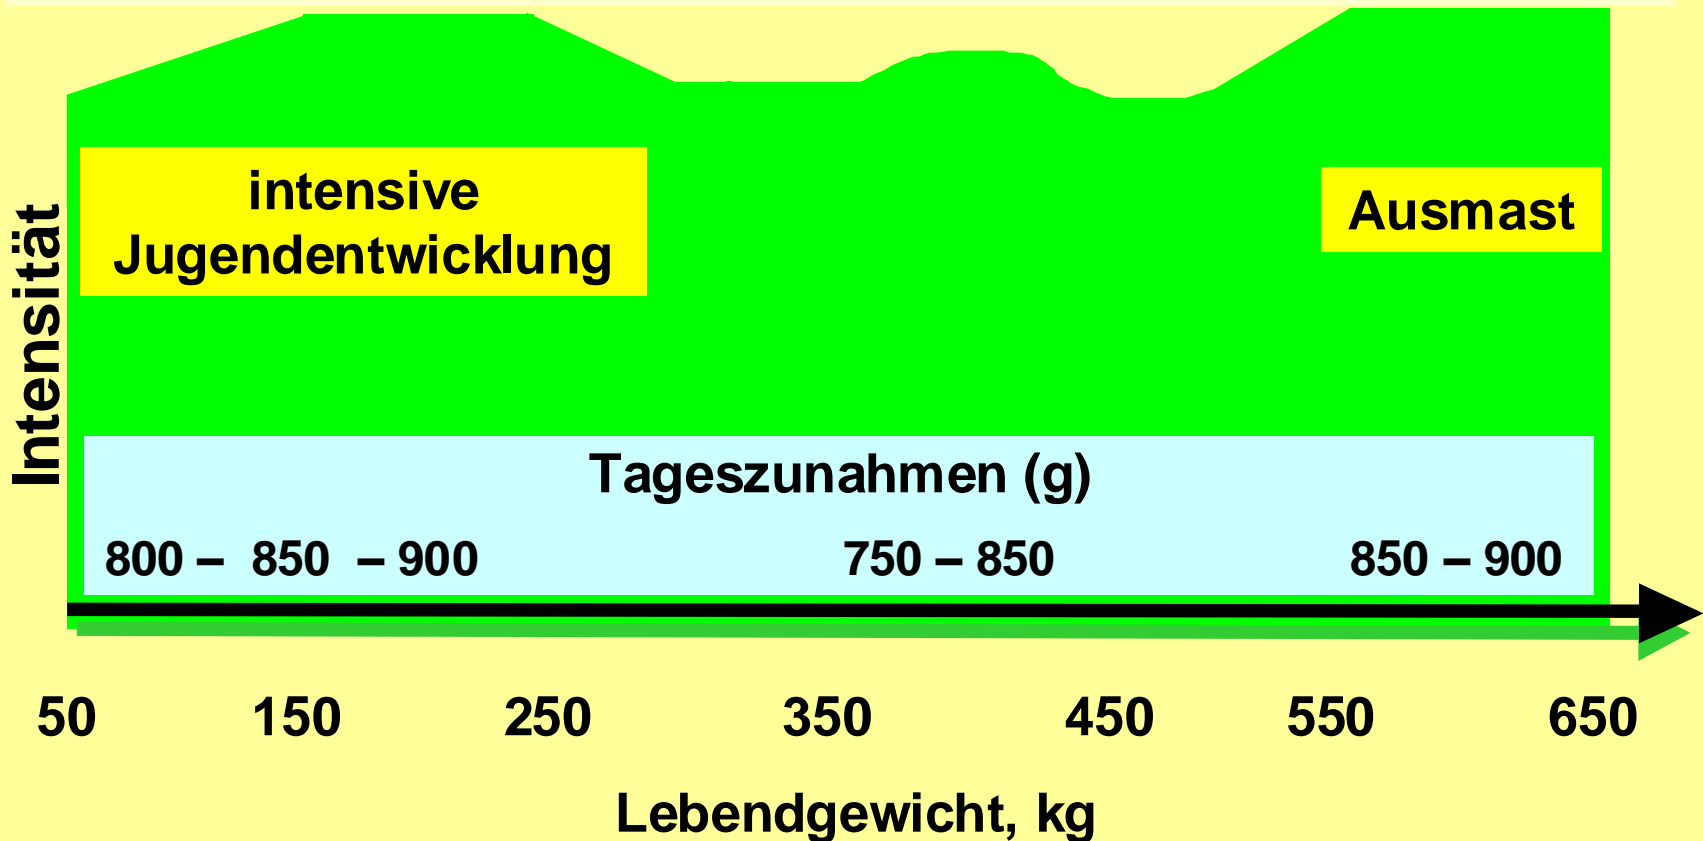 intensive
Jugendentwicklung
Ausmast
Intensität
Tageszunahmen (g)
800 – 850 – 900 750 – 850 850 – 900
50 150 250 350 450 550 650
Lebendgewicht, kg